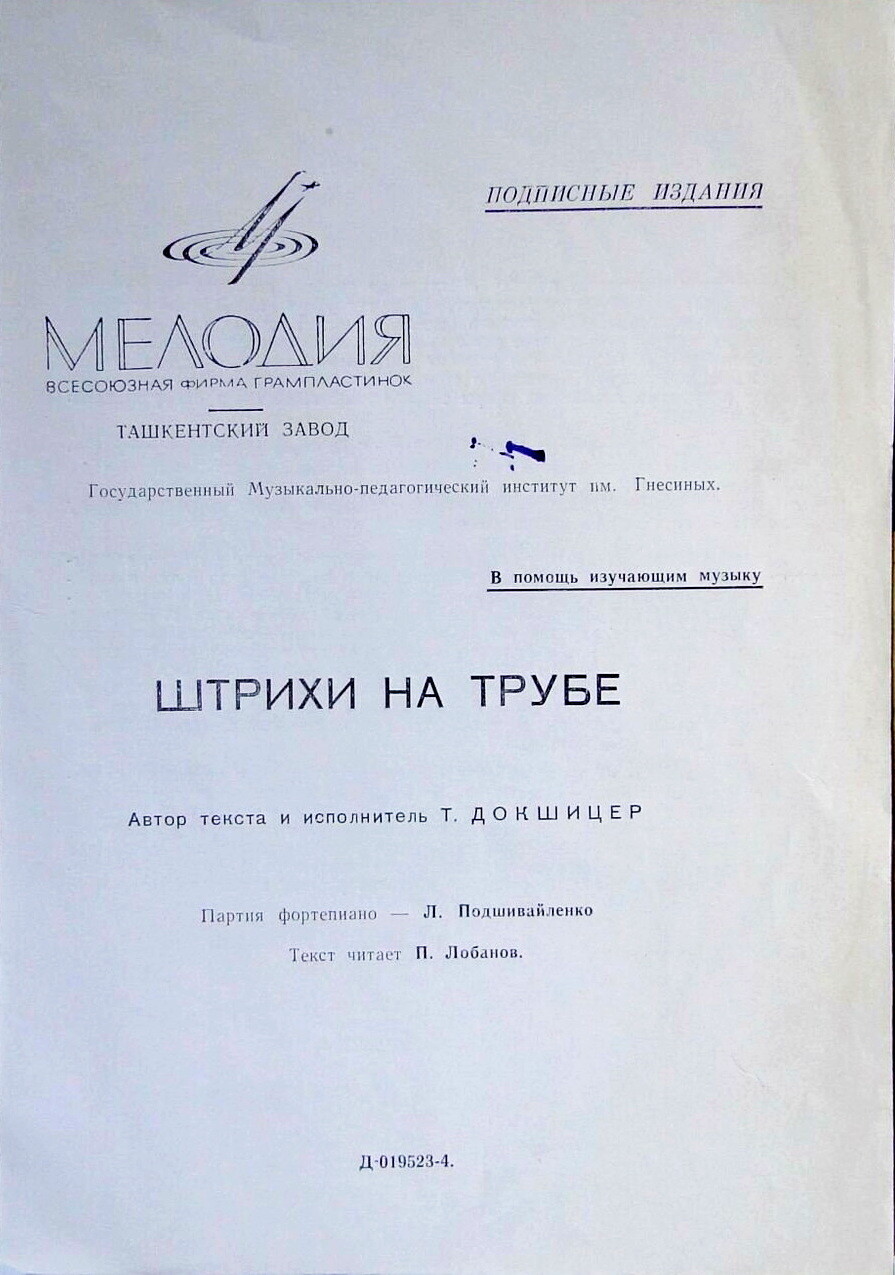 ПОДПИСНЫЕ ИЗДАНИЯ
МЕЛОДИЯ
ВСЕСОЮЗНАЯ ФИРМА ГРАМПЛАСТИНОК
ТАШКЕНТСКИЙ ЗАВОД
Государственный Музыкально-педагогический институт им. Гнесиных.
В помощь изучающим музыку
ШТРИХИ НА ТРУБЕ
Автор текста и исполнитель Т. ДОКШИЦЕР
Партия фортепиано — Л. Подшивайленко
Текст читает П. Лобанов.
Д-019523-4.